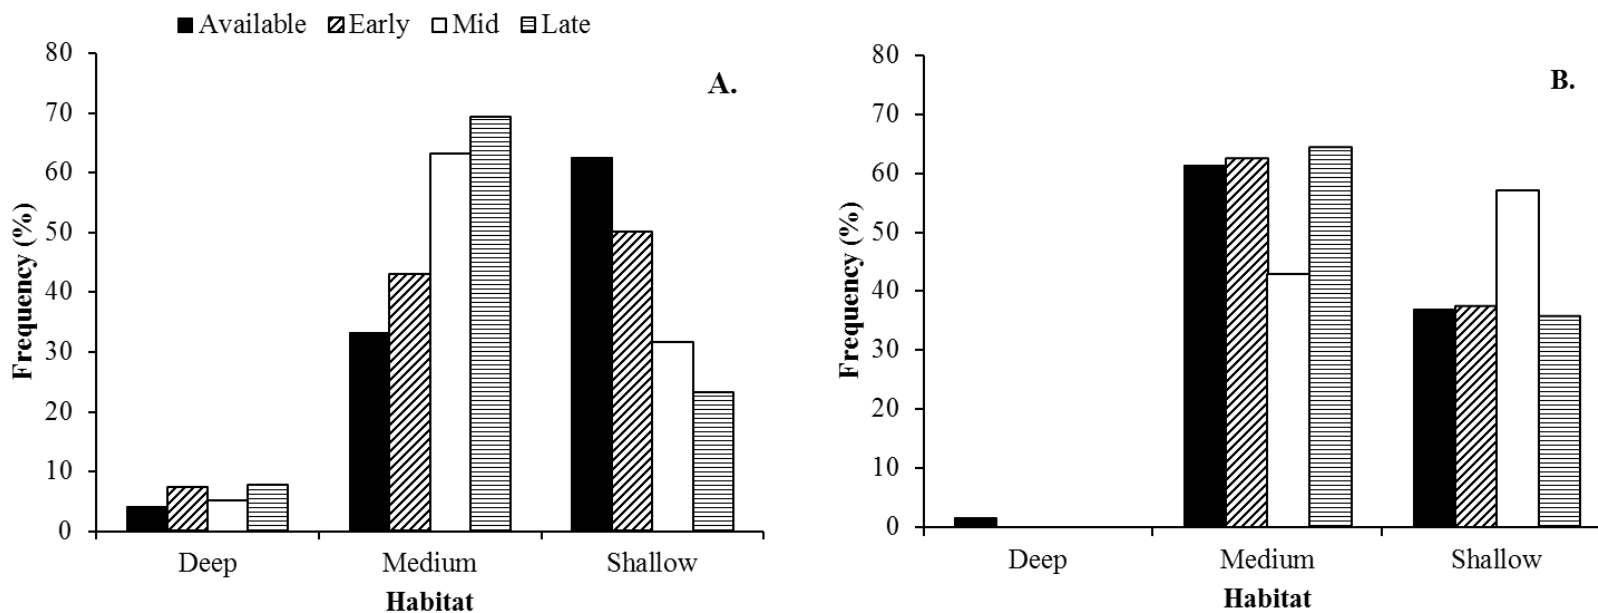 Available Early Mid Late
A.
80
70
60
50
40
30
20
10
0
Frequency (%)
Deep Medium Shallow
Habitat
B.
80
70
60
50
40
30
20
10
0
Frequency (%)
Deep Medium Shallow
Habitat